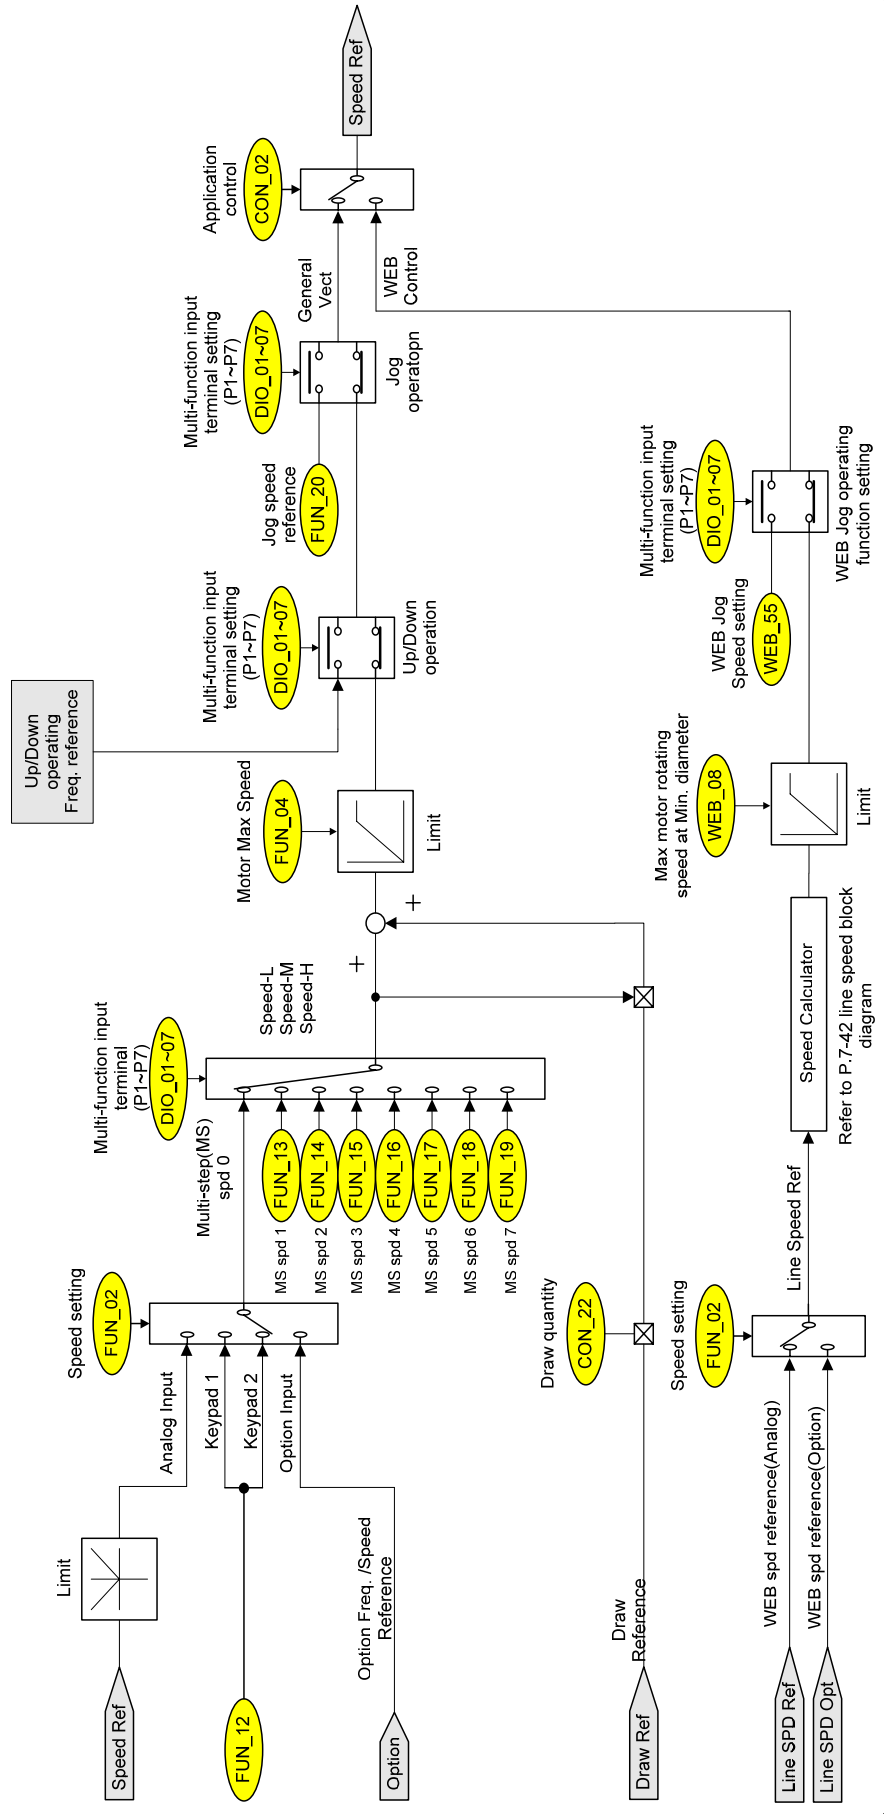 Speed Ref
Limit
Analog Input
Keypad 1
Keypad 2
Option Input
FUN_12
Option
Option Freq. /Speed
Reference
Speed setting
FUN_02
Multi-step(MS)
spd 0
MS spd 1
FUN_13
MS spd 2
FUN_14
MS spd 3
FUN_15
MS spd 4
FUN_16
MS spd 5
FUN_17
MS spd 6
FUN_18
MS spd 7
FUN_19
Multi-function input
terminal
(P1~P7)
DIO_01~07
Speed-L
Speed-M
Speed-H
+
+
Motor Max Speed
FUN_04
Limit
Up/Down
operating
Freq. reference
Multi-function input
terminal setting
(P1~P7)
DIO_01~07
Up/Down
operation
Jog speed
reference
FUN_20
Multi-function input
terminal setting
(P1~P7)
DIO_01~07
Jog
operatopn
General
Vect
WEB
Control
Application
control
CON_02
Speed Ref
Draw Ref
Draw
Reference
Draw quantity
CON_22
Line SPD Ref
Line SPD Opt
WEB spd reference(Analog)
WEB spd reference(Option)
Speed setting
FUN_02
Line Speed Ref
Speed Calculator
Refer to P.7-42 line speed block
diagram
Max motor rotating
speed at Min. diameter
WEB_08
Limit
WEB Jog
Speed setting
WEB_55
Multi-function input
terminal setting
(P1~P7)
DIO_01~07
WEB Jog operating
function setting